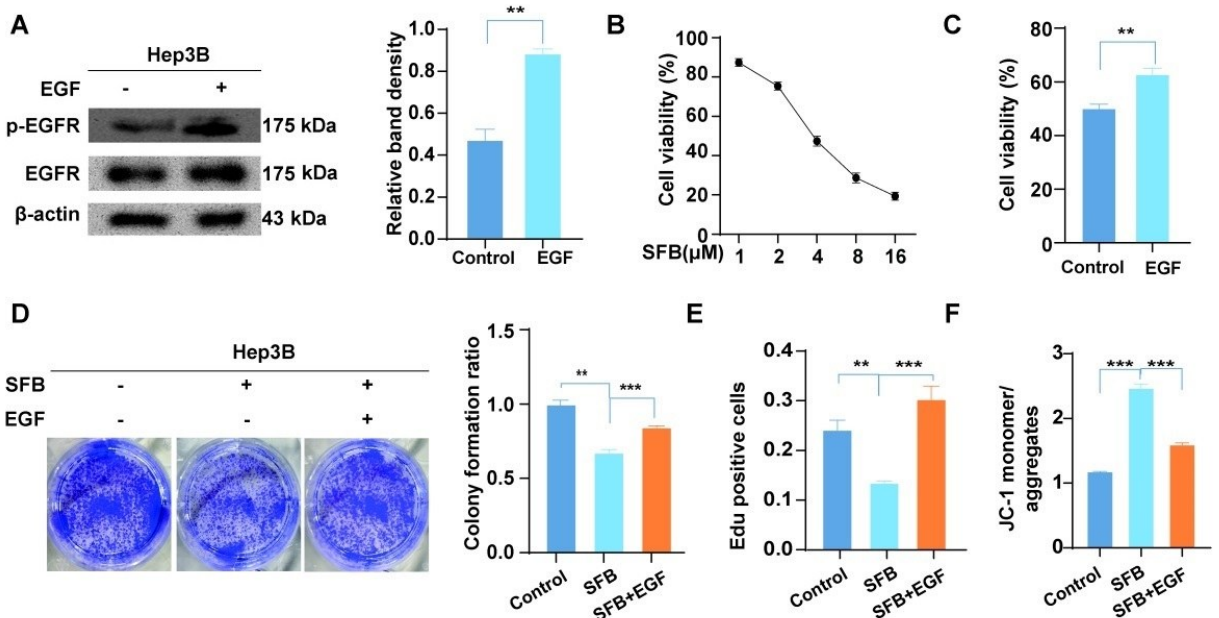 A
Hep3B
EGF - +
p-EGFR 175 kDa
EGFR 175 kDa
β-actin 43 kDa
Relative band density
1.0
0.8
0.6
0.4
0.2
0.0
**
Control EGF
B
Cell viability (%)
100
80
60
40
20
0
SFB(μM) 1 2 4 8 16
C
Cell viability (%)
80
60
40
20
0
**
Control EGF
D
Hep3B
SFB - + +
EGF - - +
Colony formation ratio
1.5
1.0
0.5
0.0
** ***
Control SFB SFB+EGF
E
Edu positive cells
0.4
0.3
0.2
0.1
0.0
** ***
Control SFB SFB+EGF
F
JC-1 monomer/
aggregates
3
2
1
0
*** ***
Control SFB SFB+EGF